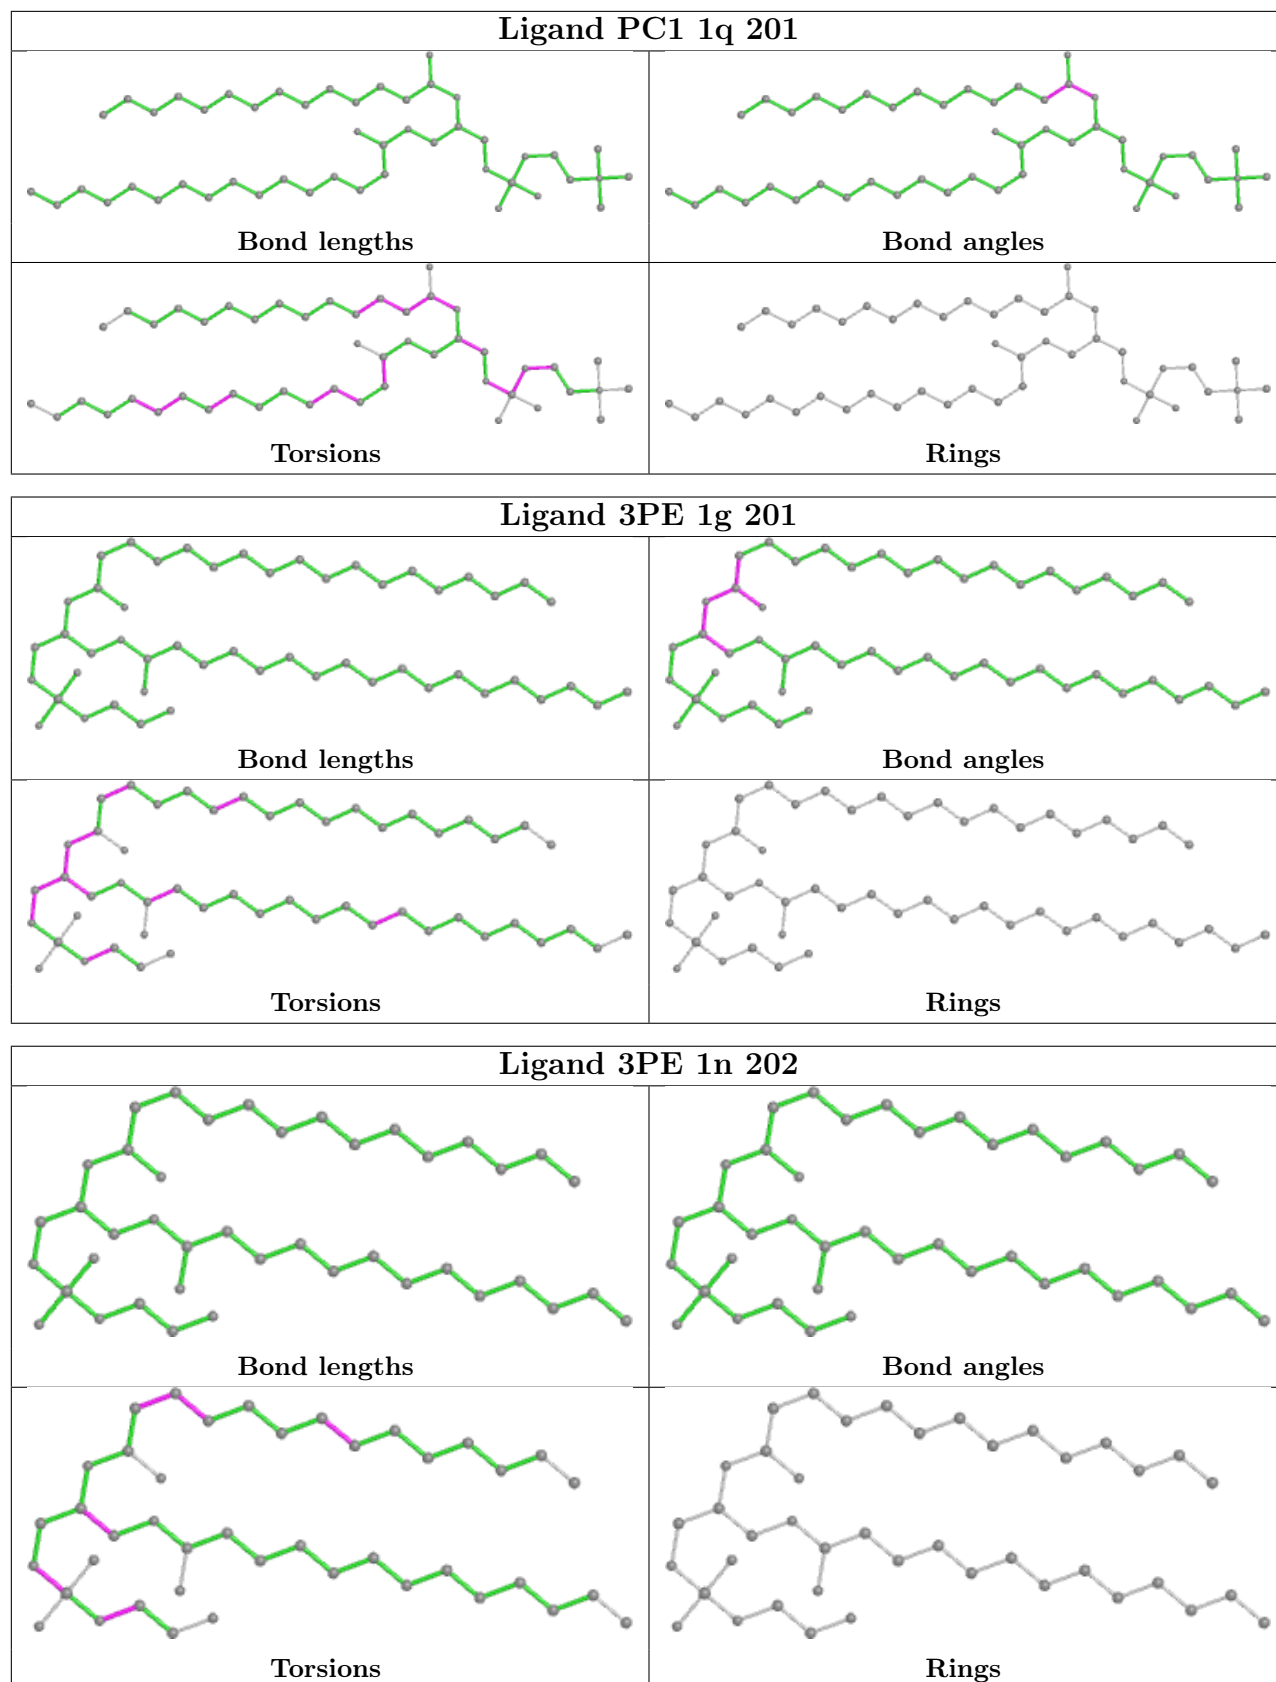 Ligand PC1 1q 201
Bond lengths
Bond angles
Torsions
Rings
Ligand 3PE 1g 201
Bond lengths
Bond angles
Torsions
Rings
Ligand 3PE 1n 202
Bond lengths
Bond angles
Torsions
Rings